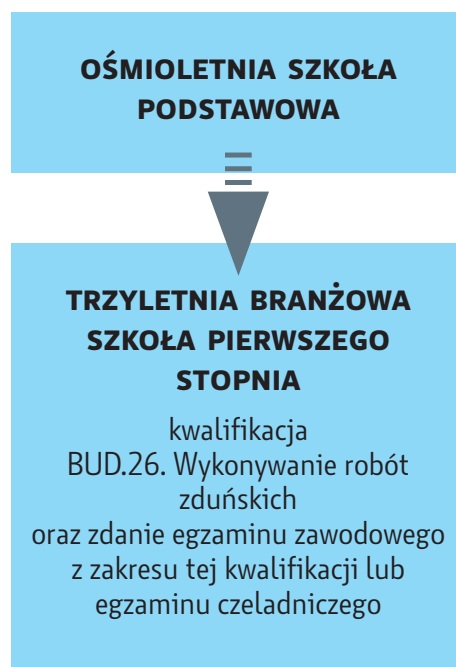 OŚMIOLETNIA SZKOŁA
PODSTAWOWA
TRZYLETNIA BRANŻOWA
SZKOŁA PIERWSZEGO
STOPNIA
kwalifikacja
BUD.26. Wykonywanie robót
zduńskich
oraz zdanie egzaminu zawodowego
z zakresu tej kwalifikacji lub
egzaminu czeladniczego